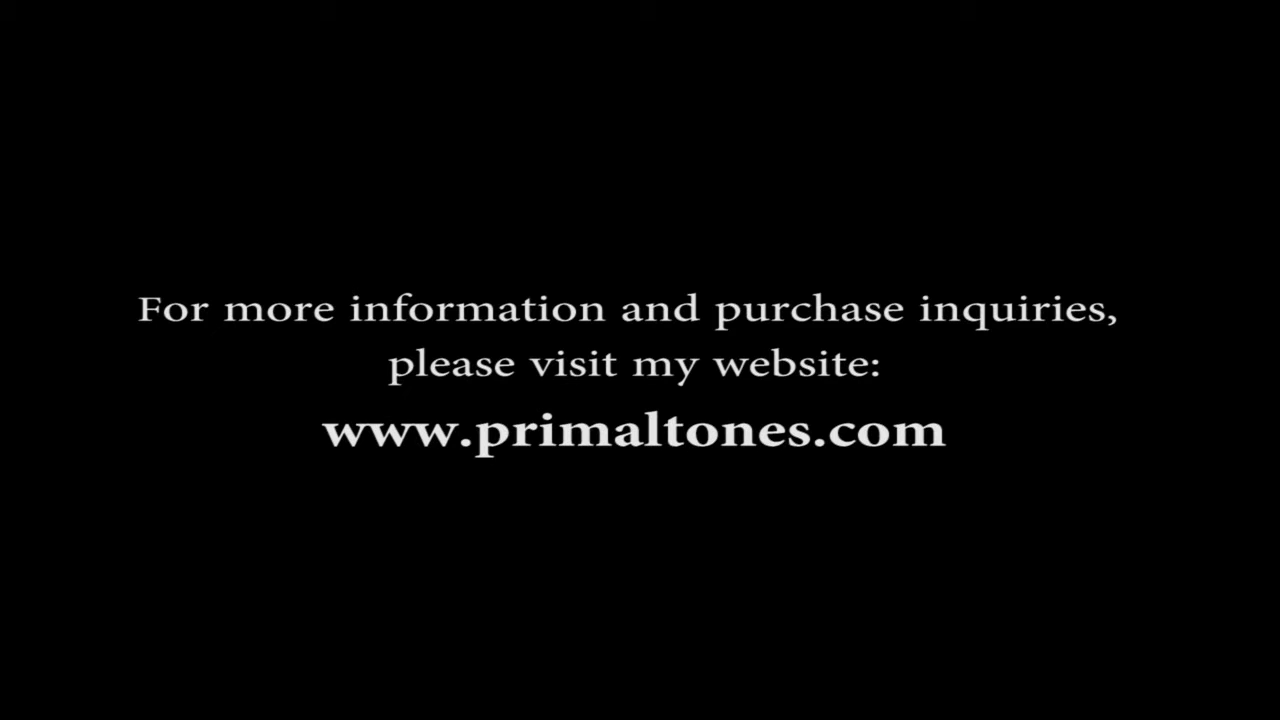 For more information and purchase inquiries,
please visit my website:
www.primaltones.com